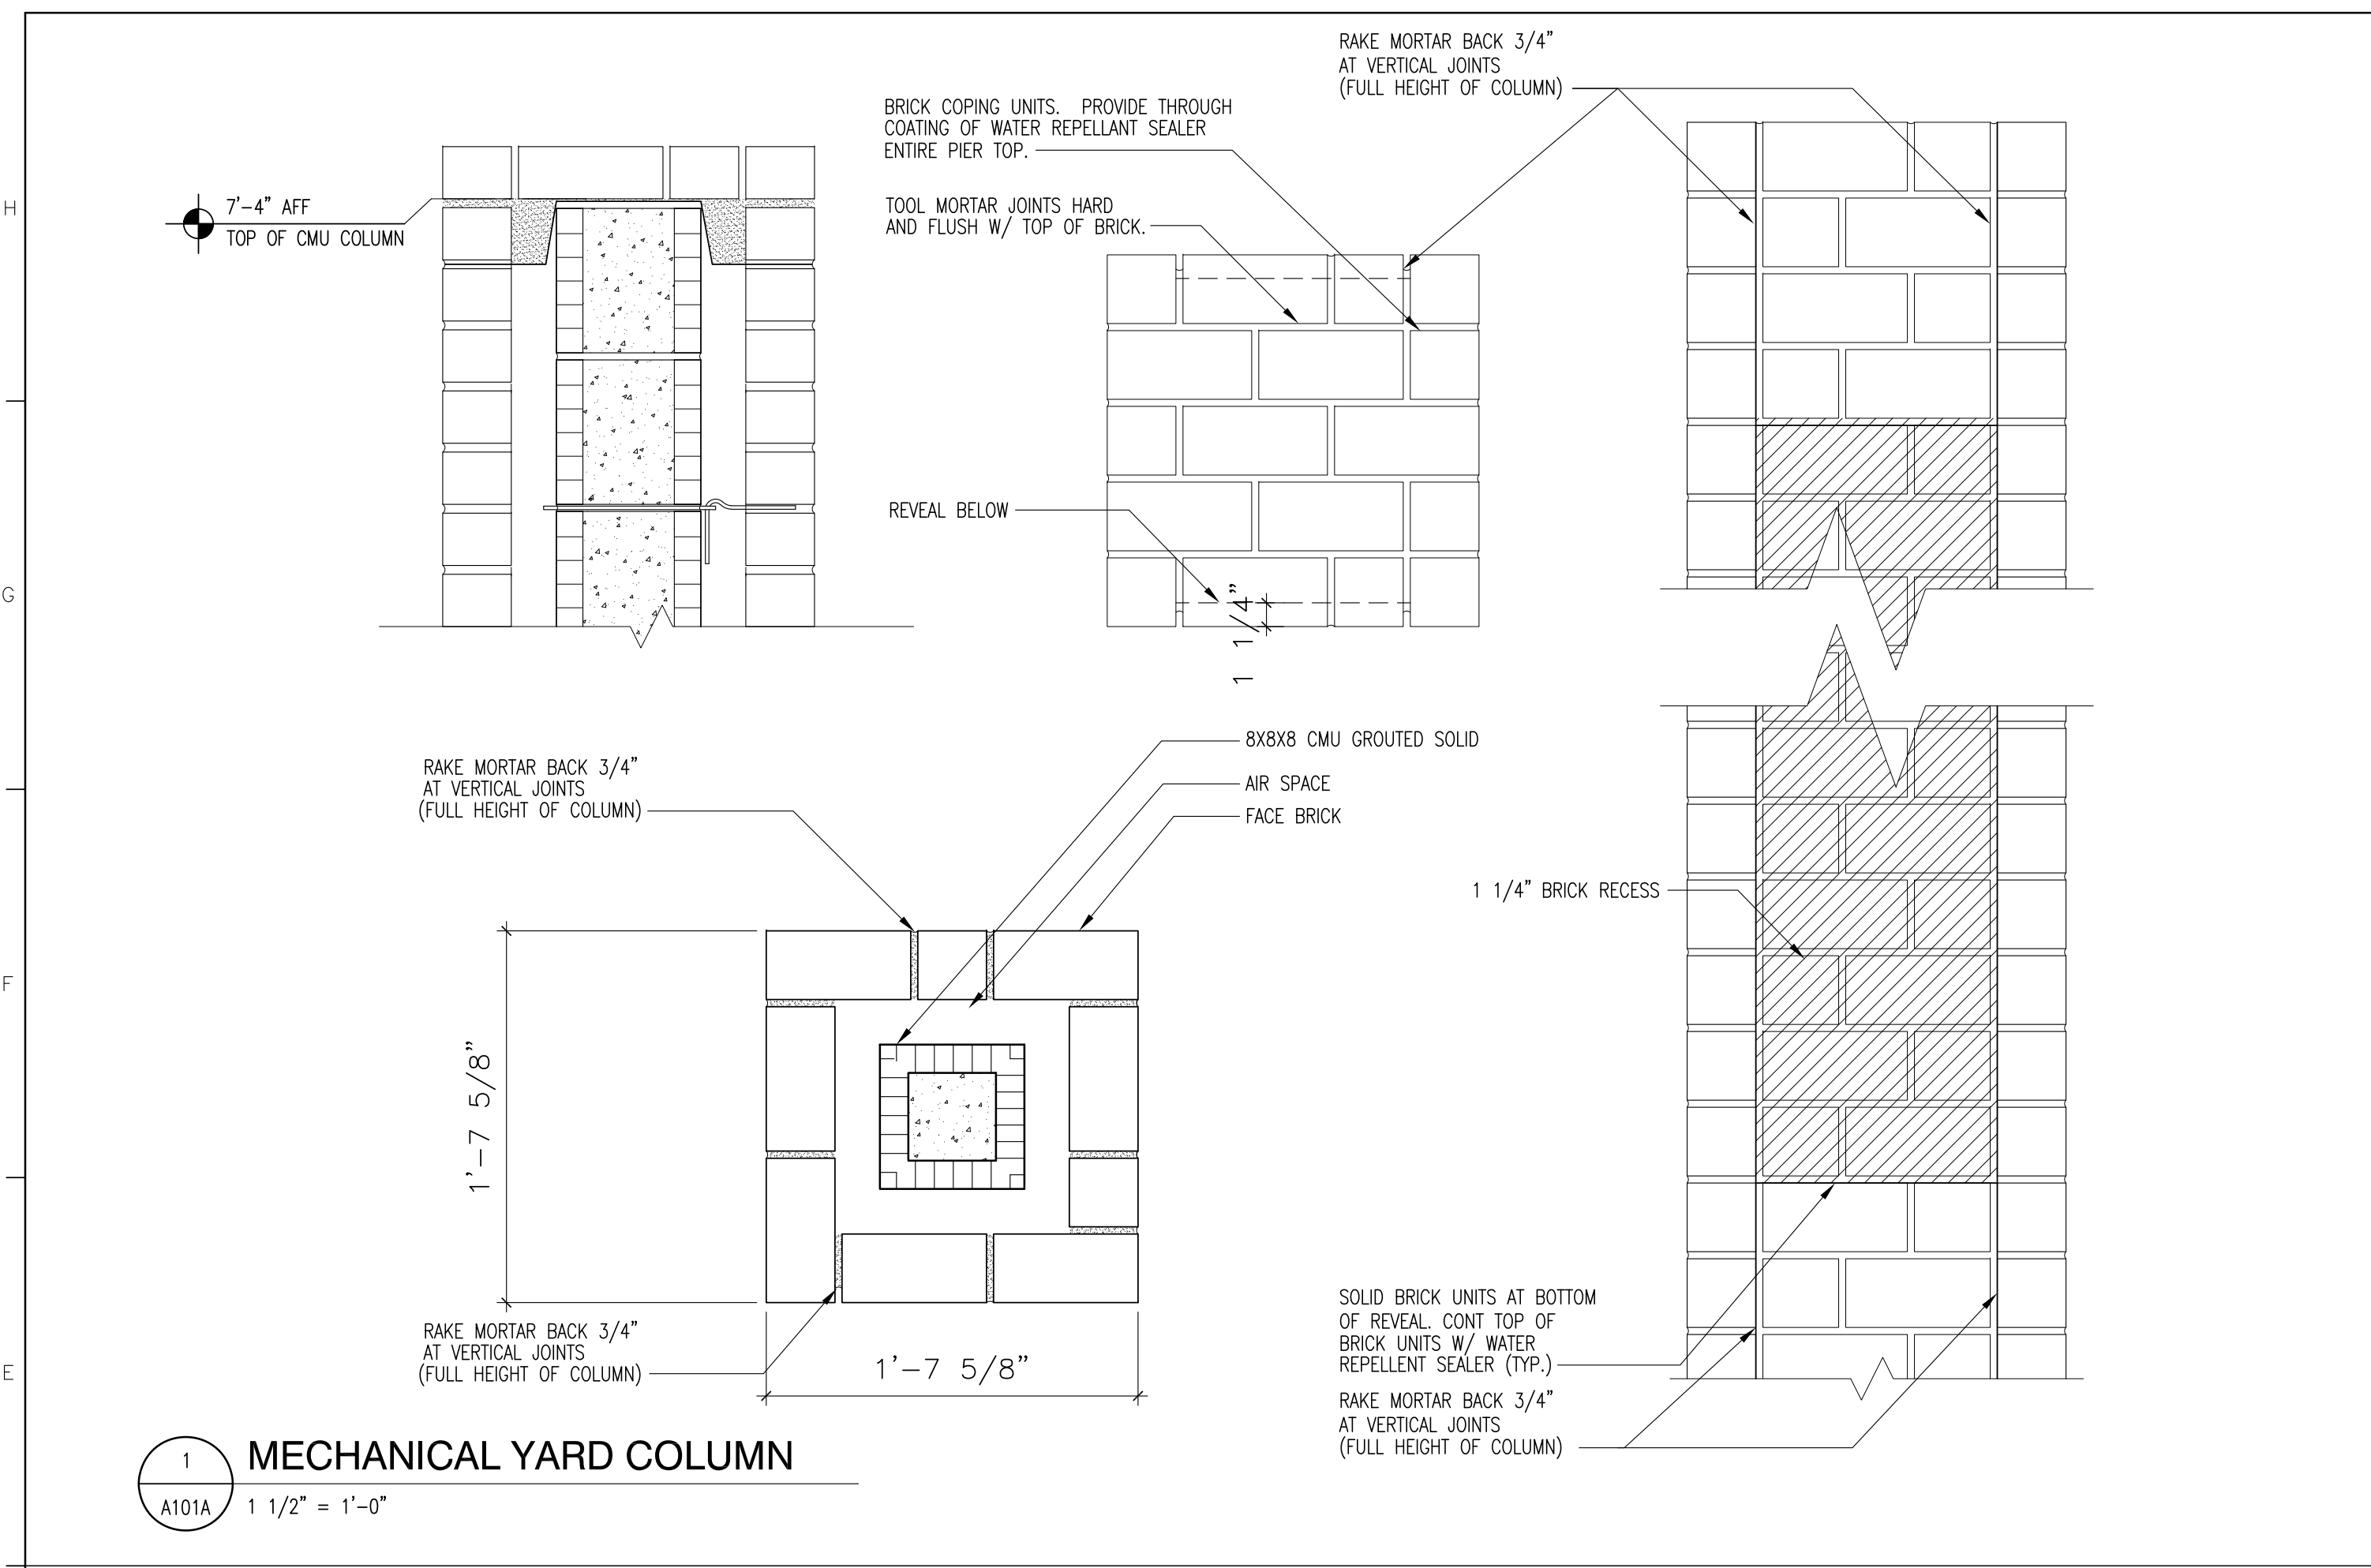 RAKE MORTAR BACK 3/4"
AT VERTICAL JOINTS
(FULL HEIGHT OF COLUMN)
BRICK COPING UNITS. PROVIDE THROUGH
COATING OF WATER REPELLANT SEALER
ENTIRE PIER TOP.
TOOL MORTAR JOINTS HARD
AND FLUSH W/ TOP OF BRICK.
7'-4" AFF
TOP OF CMU COLUMN
H
REVEAL BELOW
1 1/4"
G
8X8X8 CMU GROUTED SOLID
AIR SPACE
FACE BRICK
RAKE MORTAR BACK 3/4"
AT VERTICAL JOINTS
(FULL HEIGHT OF COLUMN)
1 1/4" BRICK RECESS
F
1'-7 5/8"
SOLID BRICK UNITS AT BOTTOM
OF REVEAL. CONT TOP OF
BRICK UNITS W/ WATER
REPELLENT SEALER (TYP.)
RAKE MORTAR BACK 3/4"
AT VERTICAL JOINTS
(FULL HEIGHT OF COLUMN)
1'-7 5/8"
E
RAKE MORTAR BACK 3/4"
AT VERTICAL JOINTS
(FULL HEIGHT OF COLUMN)
1
A101A
MECHANICAL YARD COLUMN
1 1/2" = 1'-0"